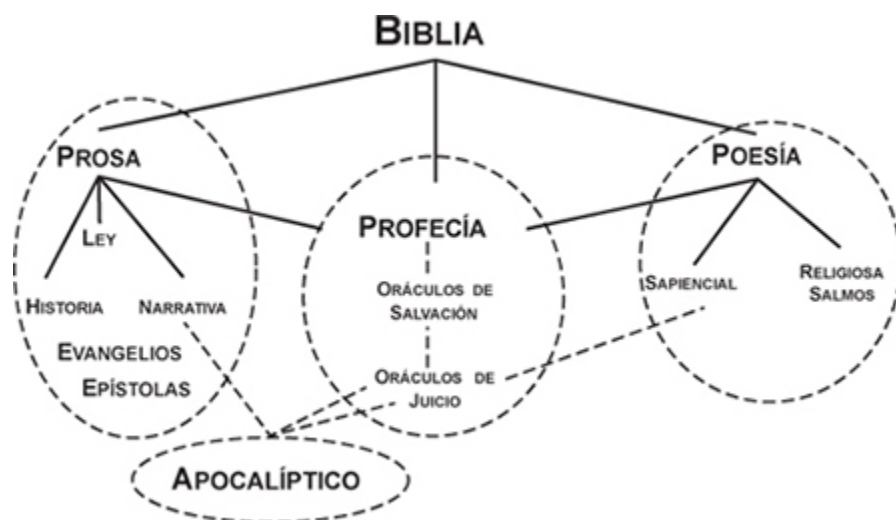 BIBLIA
PROSA
POESÍA
PROFECÍA
LEY
HISTORIA
NARRATIVA
EVANGELIOS
EPÍSTOLAS
ORÁCULOS DE
SALVACIÓN
ORÁCULOS DE
JUICIO
SAPIENCIAL
RELIGIOSA
SALMOS
APOCALÍPTICO